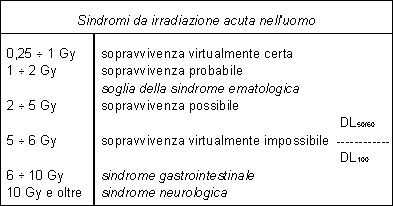 Sindromi da irradiazione acuta nell'uomo
0,25 ÷ 1 Gy sopravvivenza virtualmente certa
1 ÷ 2 Gy sopravvivenza probabile
soglia della sindrome ematologica
2 ÷ 5 Gy sopravvivenza possibile
DL50/60
5 ÷ 6 Gy sopravvivenza virtualmente impossibile -----------
DL100
6 ÷ 10 Gy sindrome gastrointestinale
10 Gy e oltre sindrome neurologica